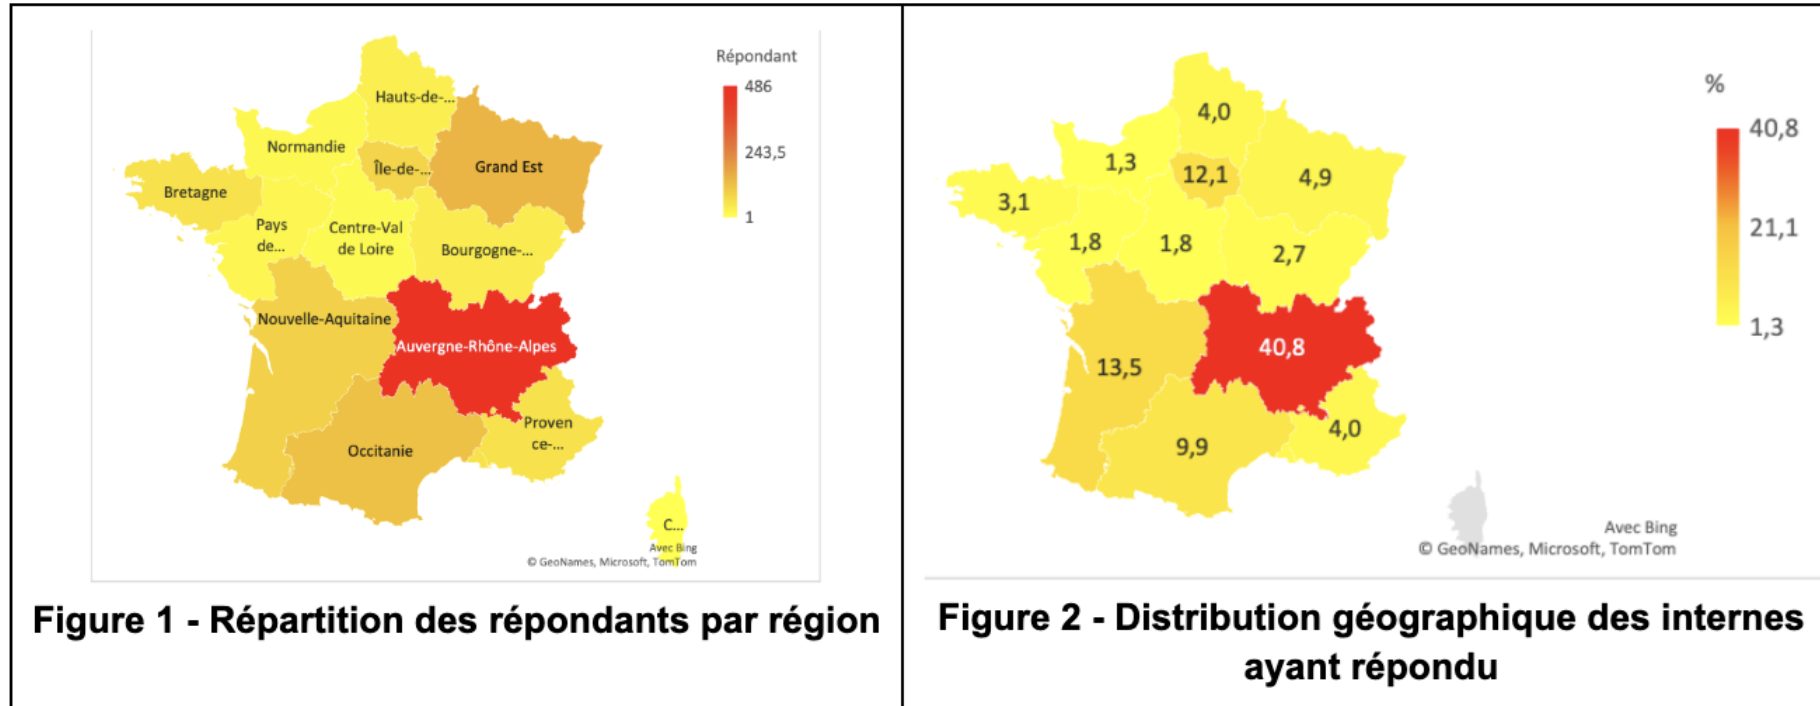 Répondant
486
243,5
1
Hauts-de-...
Normandie
Île-de-...
Grand Est
Bretagne
Pays
de...
Centre-Val
de Loire
Bourgogne-...
Nouvelle-Aquitaine
Auvergne-Rhône-Alpes
Proven
ce-...
Occitanie
C...
Avec Bing
© GeoNames, Microsoft, TomTom
Figure 1 - Répartition des répondants par région
%
40,8
21,1
1,3
4,0
1,3
12,1
4,9
3,1
1,8
1,8
2,7
40,8
13,5
4,0
9,9
Avec Bing
© GeoNames, Microsoft, TomTom
Figure 2 - Distribution géographique des internes
ayant répondu